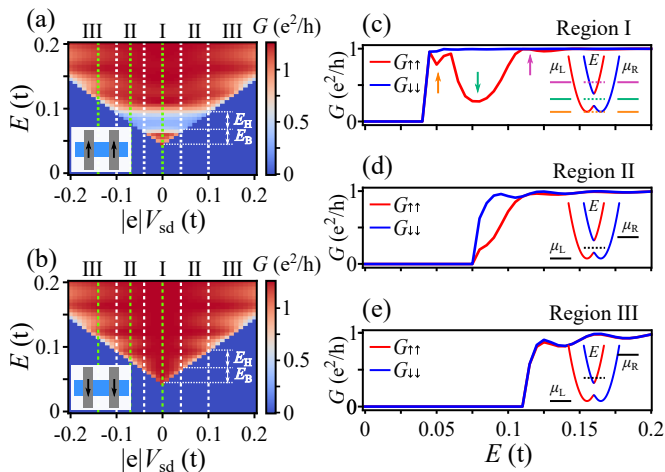 (a)
III II I II III
G (e²/h)
0.2
0.1
0
E (t)
E_H
E_B
1
0.5
0
-0.2 -0.1 0 0.1 0.2
|e|V_sd (t)
(b)
III II I II III
G (e²/h)
0.2
0.1
0
E (t)
E_H
E_B
1
0.5
0
-0.2 -0.1 0 0.1 0.2
|e|V_sd (t)
(c)
Region I
1
0.5
0
G (e²/h)
G↑↑
G↓↓
μ_L E μ_R
(d)
Region II
1
0
G (e²/h)
G↑↑
G↓↓
E
μ_L μ_R
(e)
Region III
1
0
G (e²/h)
G↑↑
G↓↓
E
μ_L μ_R
0 0.05 0.10 0.15 0.2
E (t)